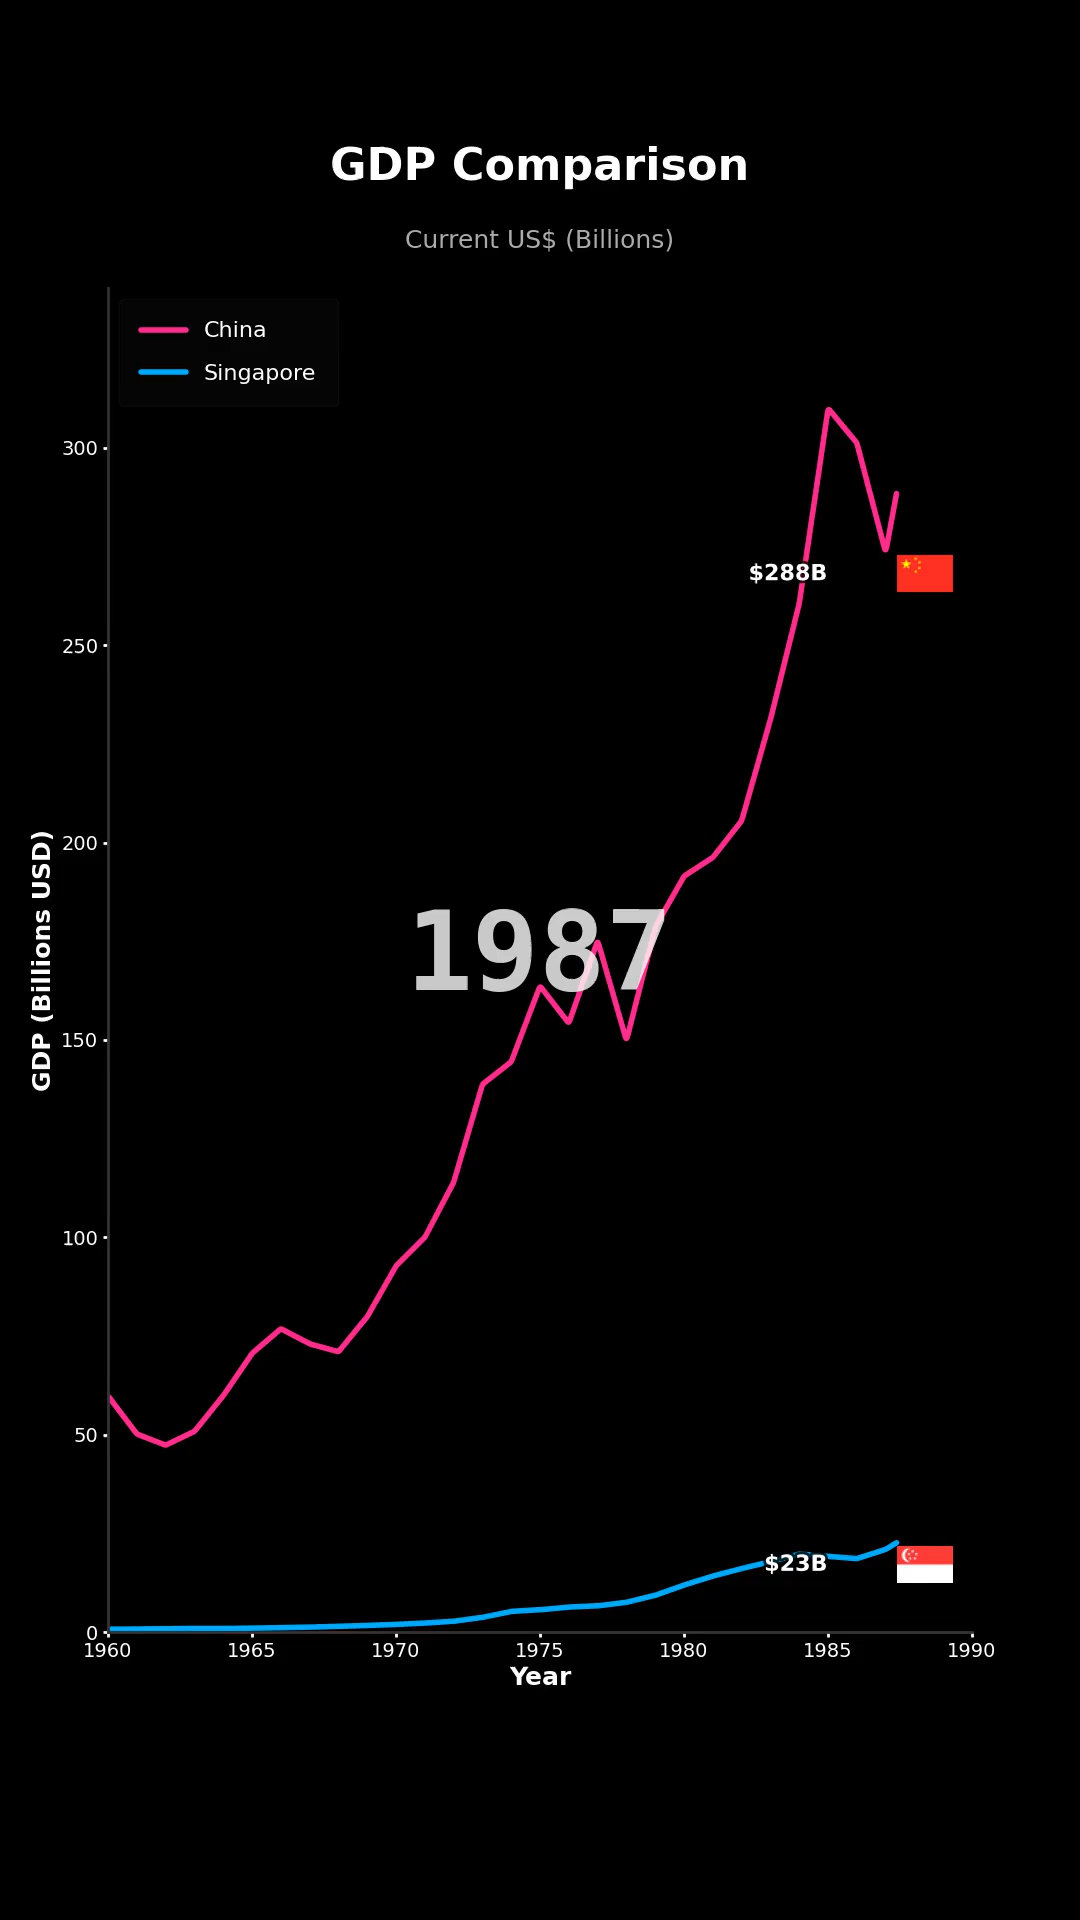 GDP Comparison
Current US$ (Billions)
China
Singapore
300
250
200
150
100
50
0
GDP (Billions USD)
$288B
1987
$23B
1960 1965 1970 1975 1980 1985 1990
Year